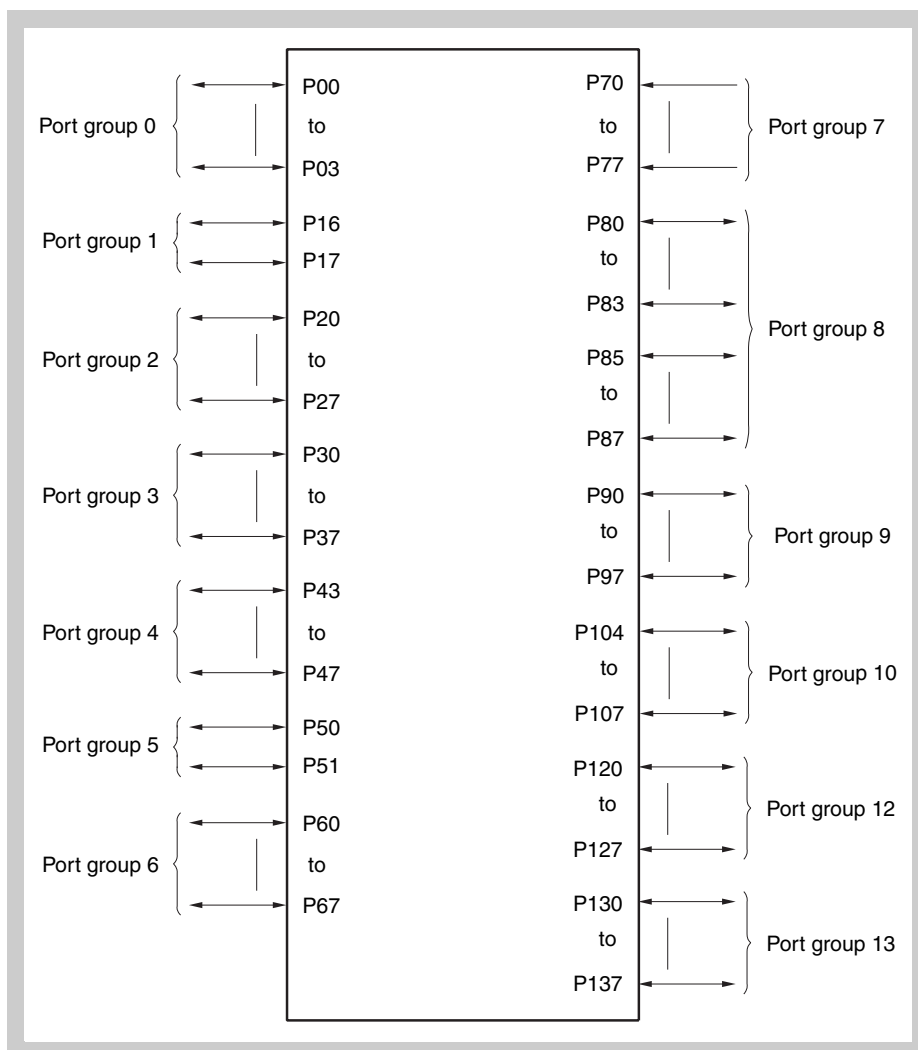 Port group 0
P00
to
P03
Port group 1
P16
P17
Port group 2
P20
to
P27
Port group 3
P30
to
P37
Port group 4
P43
to
P47
Port group 5
P50
P51
Port group 6
P60
to
P67
P70
to
P77
Port group 7
P80
to
P83
P85
to
P87
Port group 8
P90
to
P97
Port group 9
P104
to
P107
Port group 10
P120
to
P127
Port group 12
P130
to
P137
Port group 13